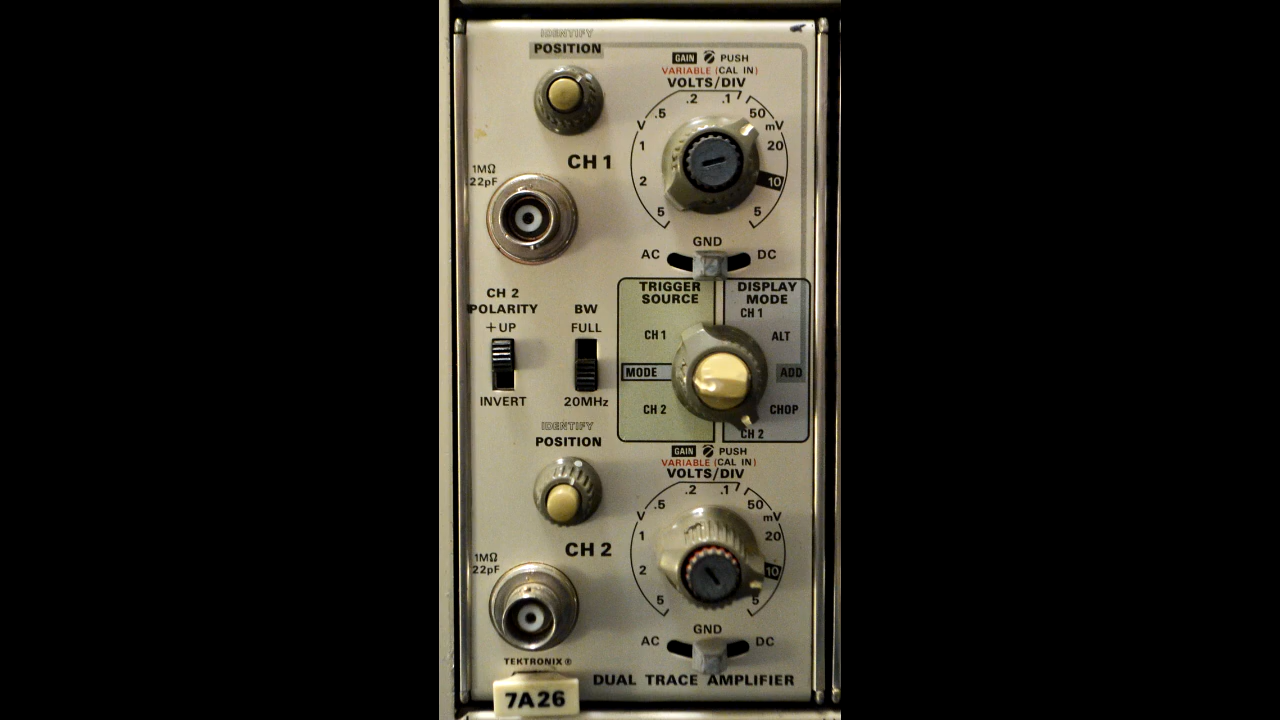 IDENTIFY
POSITION
GAIN PUSH
VARIABLE (CAL IN)
VOLTS/DIV
.2 .1
.5 50
V mV
1 20
2 10
5 5
CH 1
1MΩ
22pF
GND
AC DC
TRIGGER
SOURCE
CH 1
MODE
CH 2
DISPLAY
MODE
CH 1
ALT
ADD
CHOP
CH 2
CH 2
POLARITY
+UP
INVERT
BW
FULL
20MHz
IDENTIFY
POSITION
GAIN PUSH
VARIABLE (CAL IN)
VOLTS/DIV
.2 .1
.5 50
V mV
1 20
2 10
5 5
CH 2
1MΩ
22pF
GND
AC DC
TEKTRONIX ®
DUAL TRACE AMPLIFIER
7A26